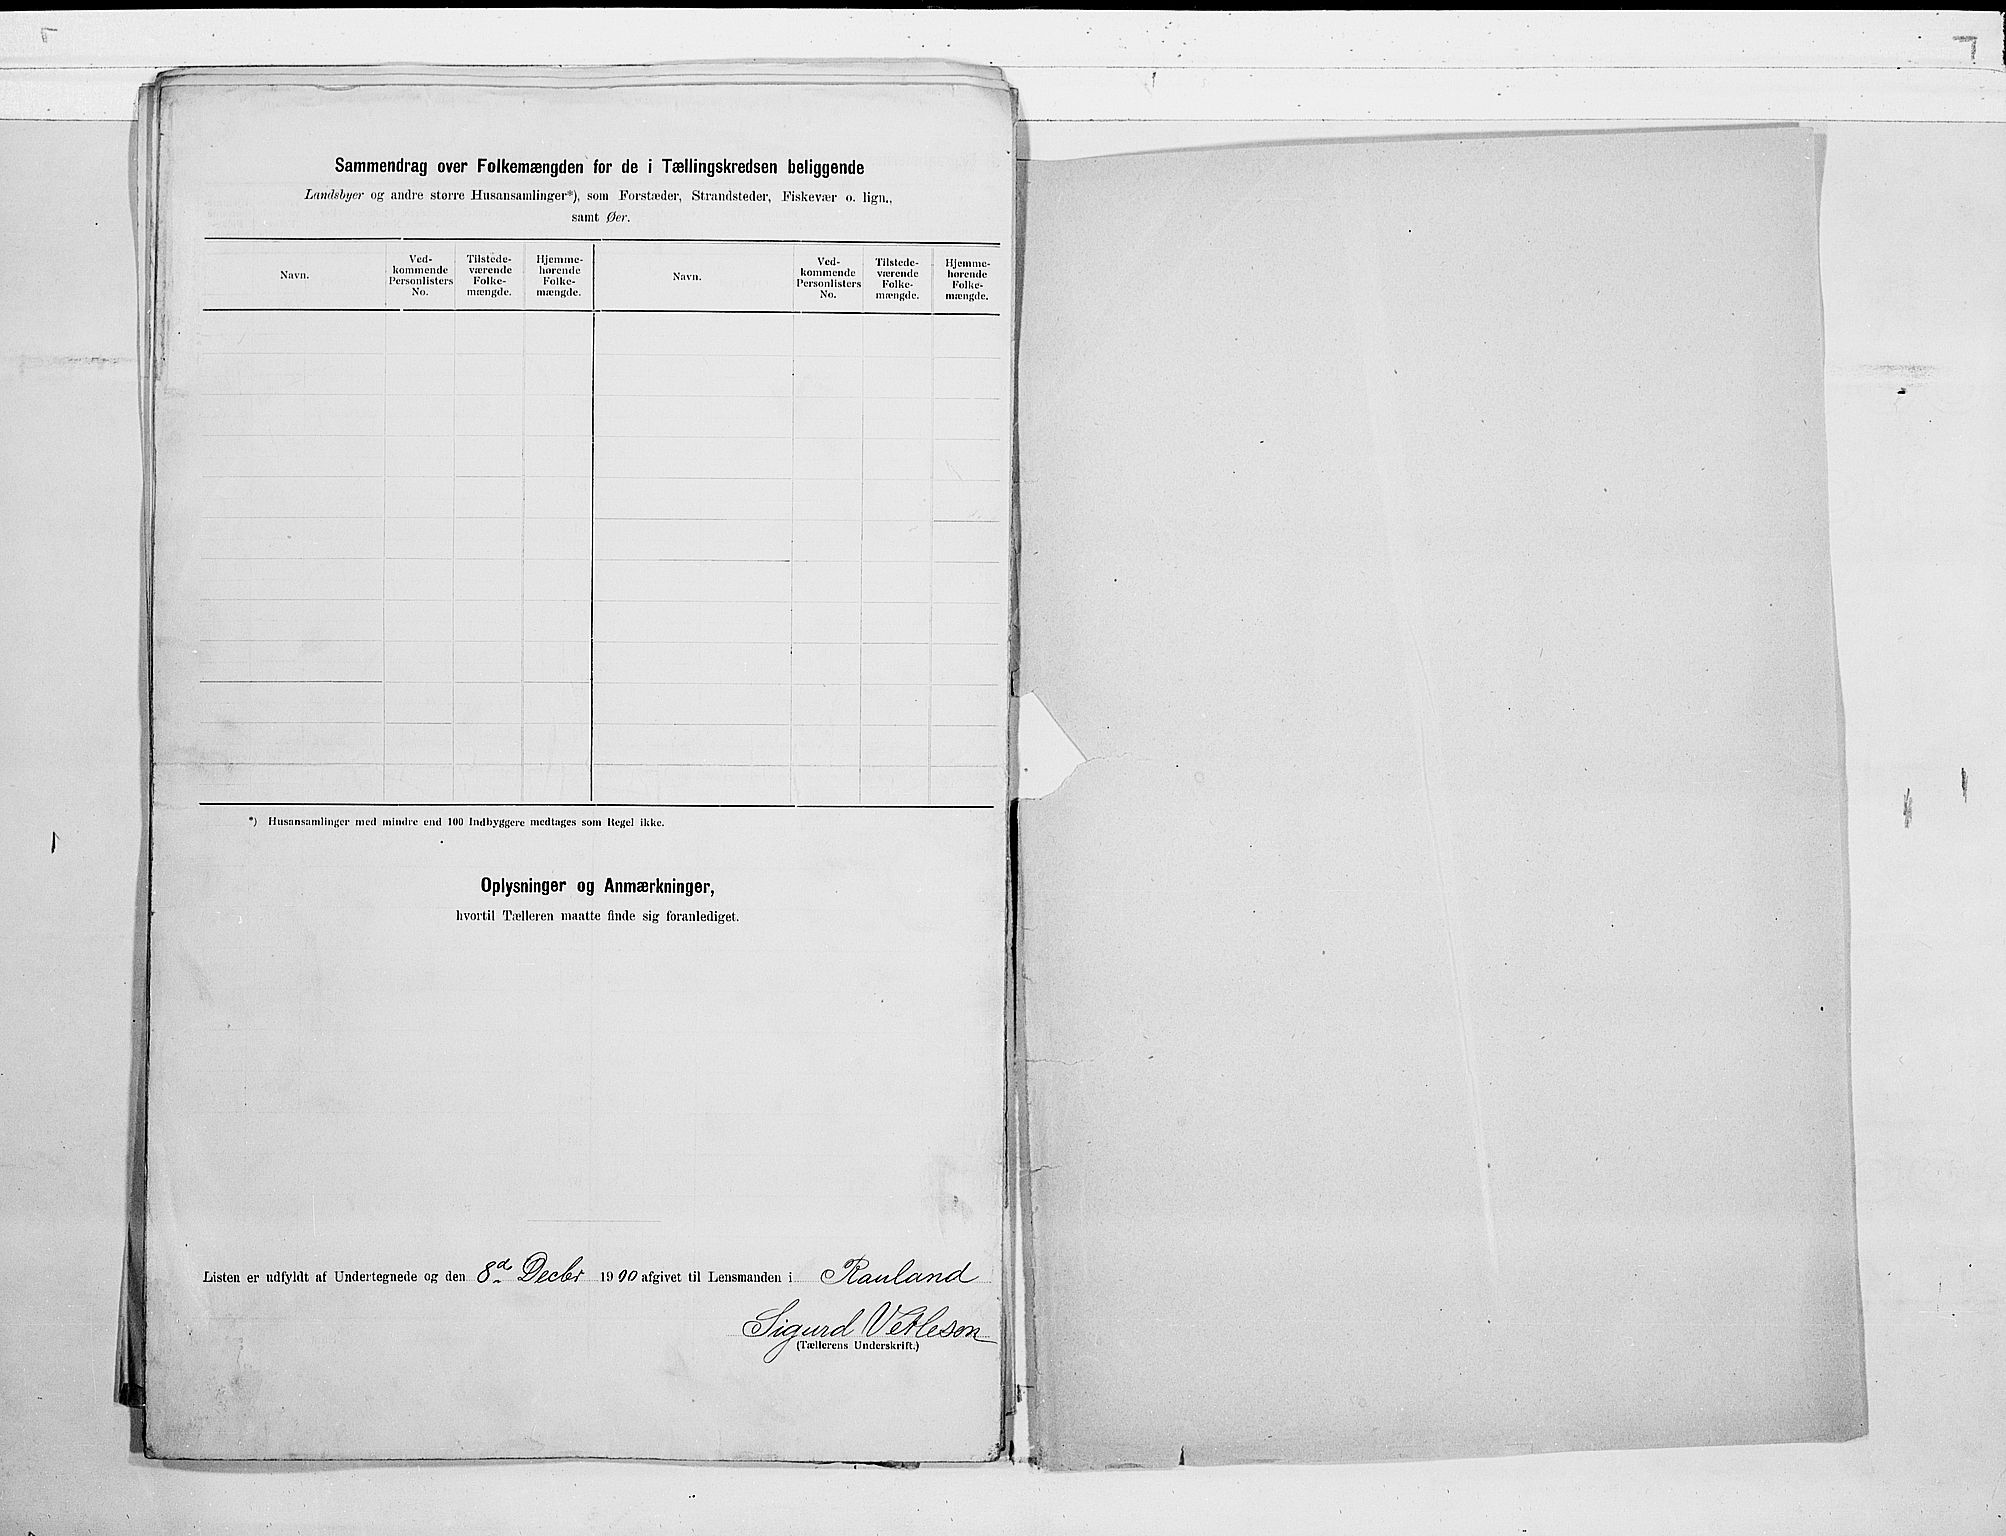 Sammendrag over Folkemængden for de i Tællingskredsen beliggende
Landsbyer og andre større Husansamlinger*), som Forstæder, Strandsteder, Fiskevær o. lign.,
samt Øer.
Navn.
Ved-
kommende
Personlisters
No.
Tilstede-
værende
Folke-
mængde.
Hjemme-
hørende
Folke-
mængde.
Navn.
Ved-
kommende
Personlisters
No.
Tilstede-
værende
Folke-
mængde.
Hjemme-
hørende
Folke-
mængde.
*) Husansamlinger med mindre end 100 Indbyggere medtages som Regel ikke.
Oplysninger og Anmærkninger,
hvortil Tælleren maatte finde sig foranlediget.
Listen er udfyldt af Undertegnede og den 8d Decbr 1900 afgivet til Lensmanden i Rauland
Sigurd Vetleson
(Tællerens Underskrift.)